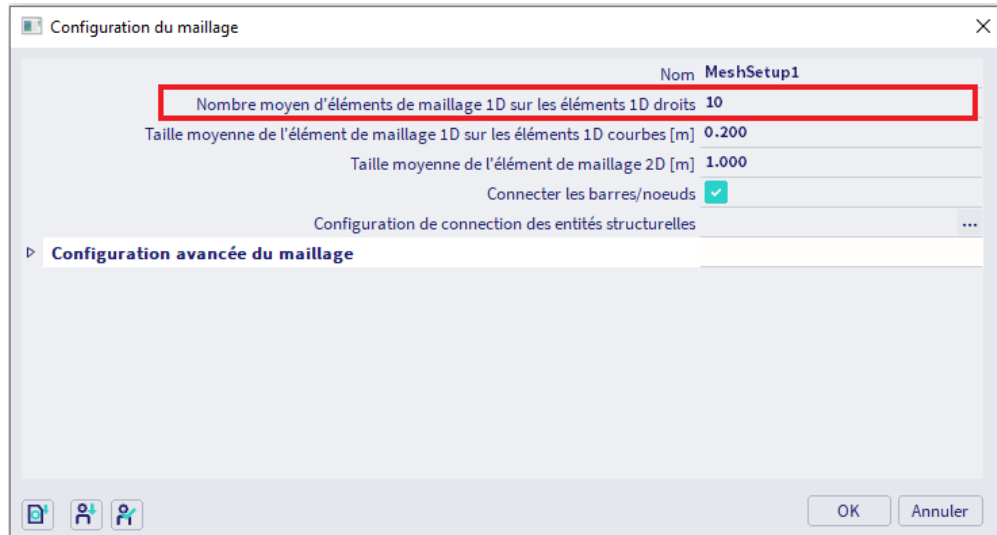 Configuration du maillage
Nom MeshSetup1
Nombre moyen d'éléments de maillage 1D sur les éléments 1D droits 10
Taille moyenne de l'élément de maillage 1D sur les éléments 1D courbes [m] 0.200
Taille moyenne de l'élément de maillage 2D [m] 1.000
Connecter les barres/noeuds
Configuration de connection des entités structurelles ...
Configuration avancée du maillage
OK Annuler